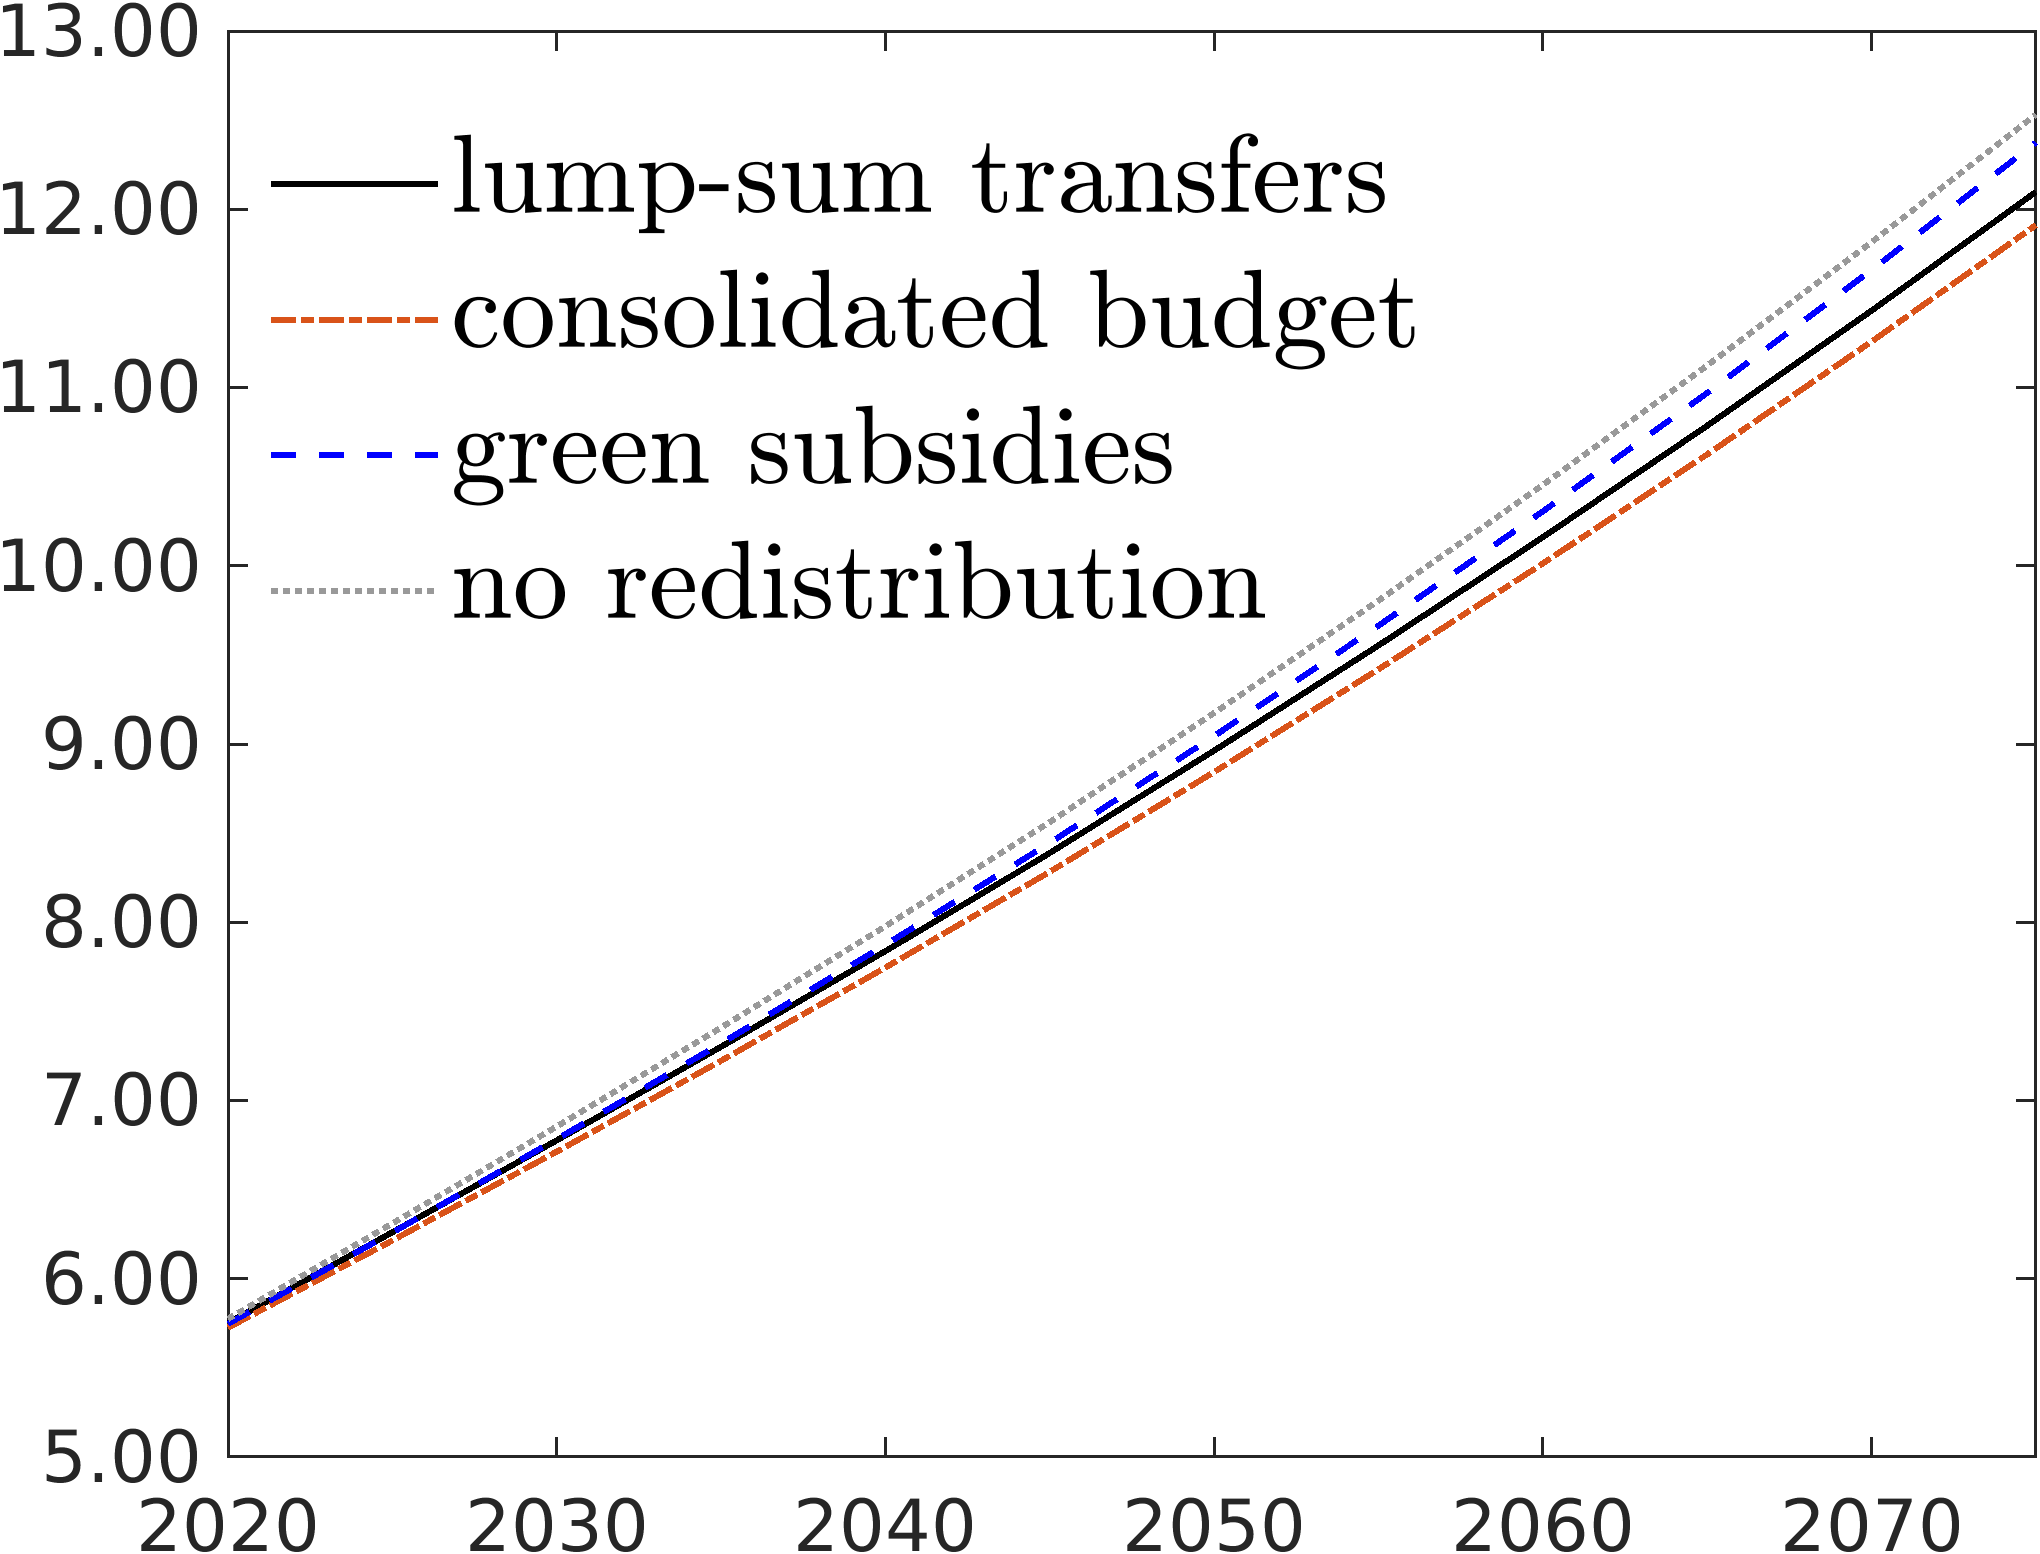 13.00
12.00
11.00
10.00
9.00
8.00
7.00
6.00
5.00
lump-sum transfers
consolidated budget
green subsidies
no redistribution
2020 2030 2040 2050 2060 2070